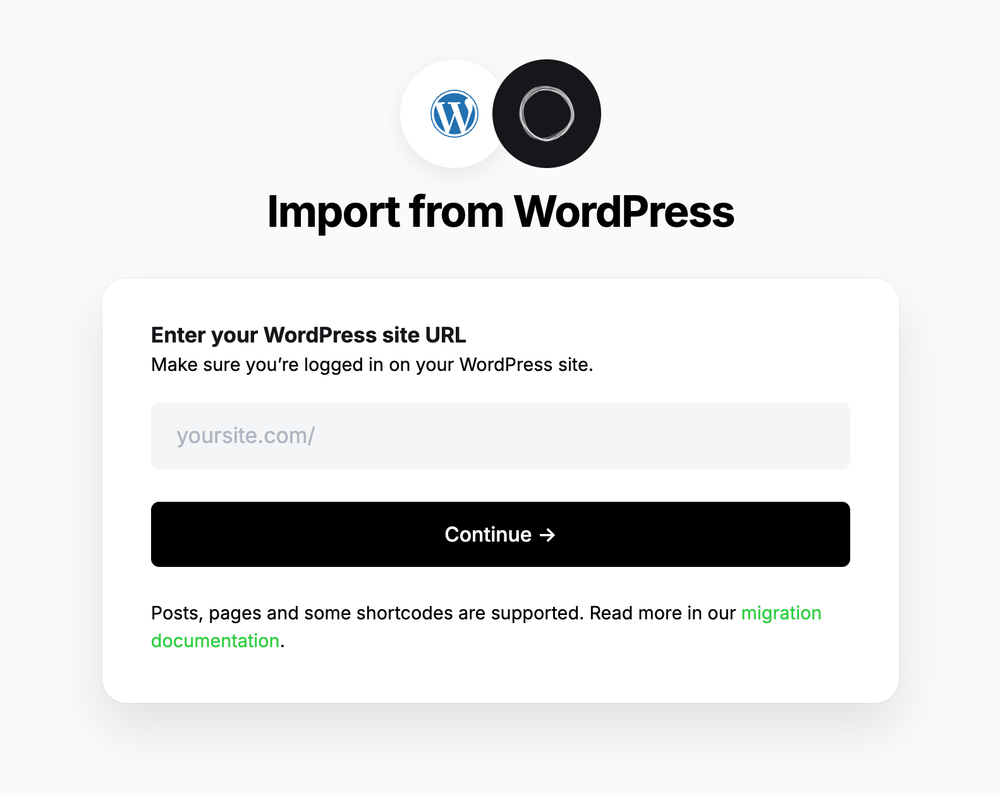 Import from WordPress
Enter your WordPress site URL
Make sure you’re logged in on your WordPress site.
yoursite.com/
Continue →
Posts, pages and some shortcodes are supported. Read more in our migration
documentation.